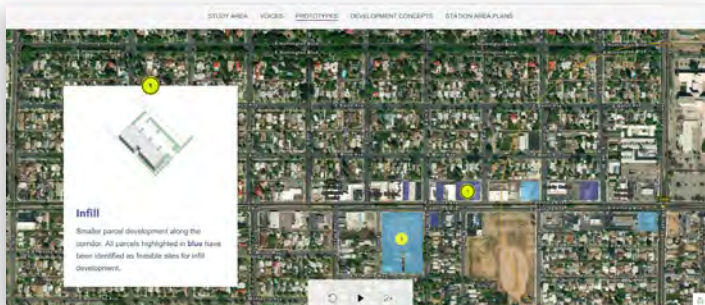 STUDY AREA VOICES PROTOTYPES DEVELOPMENT CONCEPTS STATION AREA PLANS
Infill
Smaller parcel development along the
corridor. All parcels highlighted in blue have
been identified as feasible sites for infill
development.